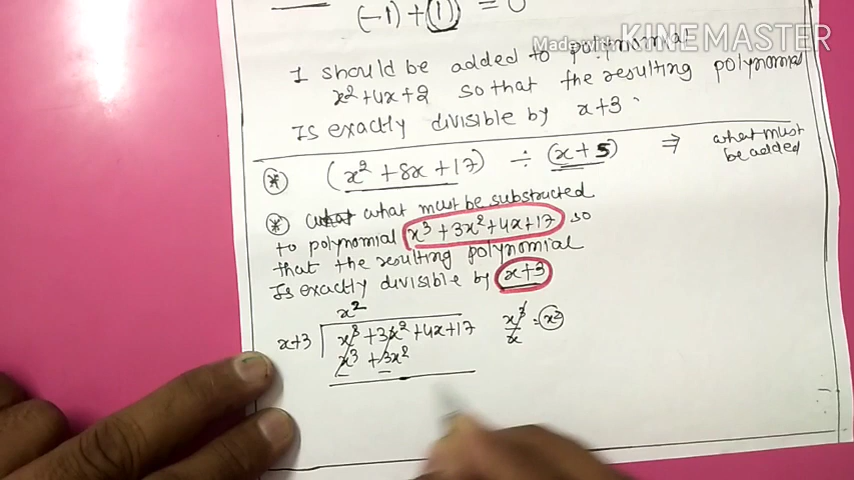 (-1) + (1) = 0
Made with KINEMASTER
1 should be added to polynomial
x² + 4x + 2 so that the resulting polynomial
Is exactly divisible by x+3.
(x² + 8x + 17) ÷ (x + 5) ⇒ what must
be added
what must be substructed
to polynomial x³ + 3x² + 4x + 17 so
that the resulting polynomial
Is exactly divisible by x+3
x²
x+3 x³ + 3x² + 4x + 17 x³/x = x²
x³ + 3x²
- -